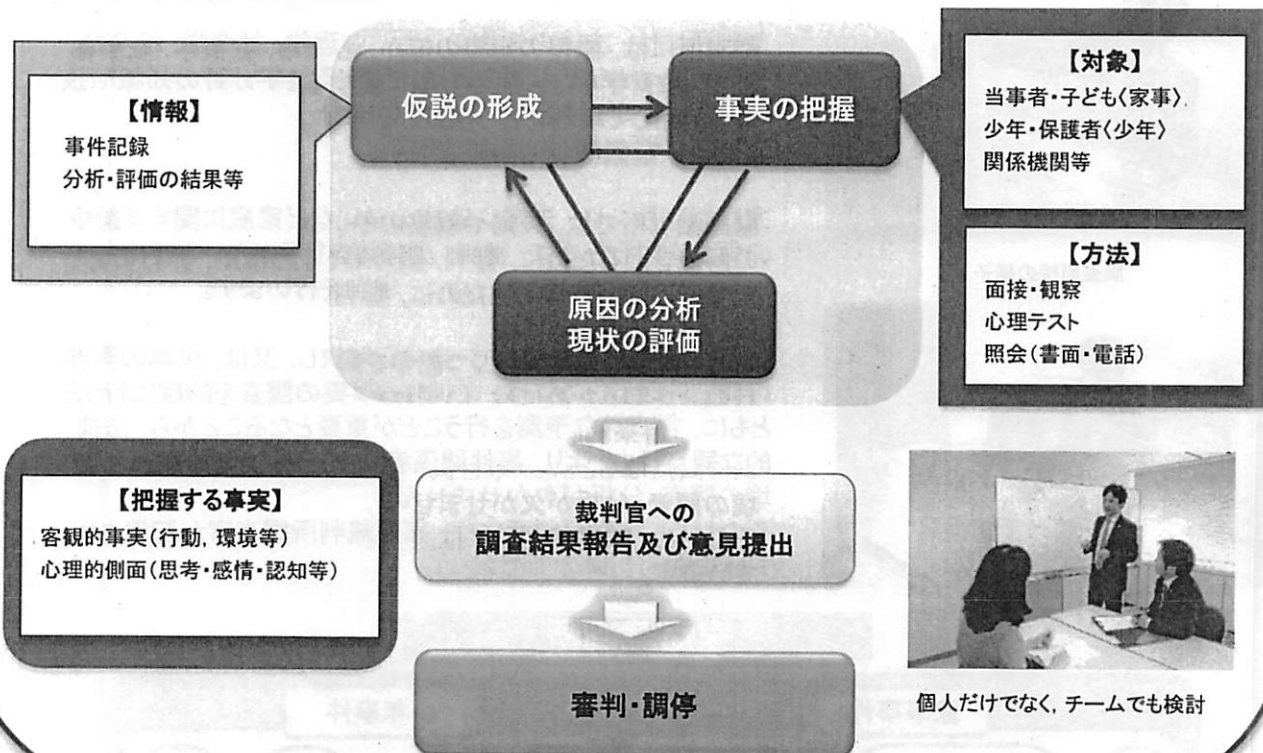 【情報】
事件記録
分析・評価の結果等
仮説の形成
事実の把握
【対象】
当事者・子ども〈家事〉
少年・保護者〈少年〉
関係機関等
【方法】
面接・観察
心理テスト
照会（書面・電話）
原因の分析
現状の評価
【把握する事実】
客観的事実（行動，環境等）
心理的側面（思考・感情・認知等）
裁判官への
調査結果報告及び意見提出
審判・調停
個人だけでなく，チームでも検討